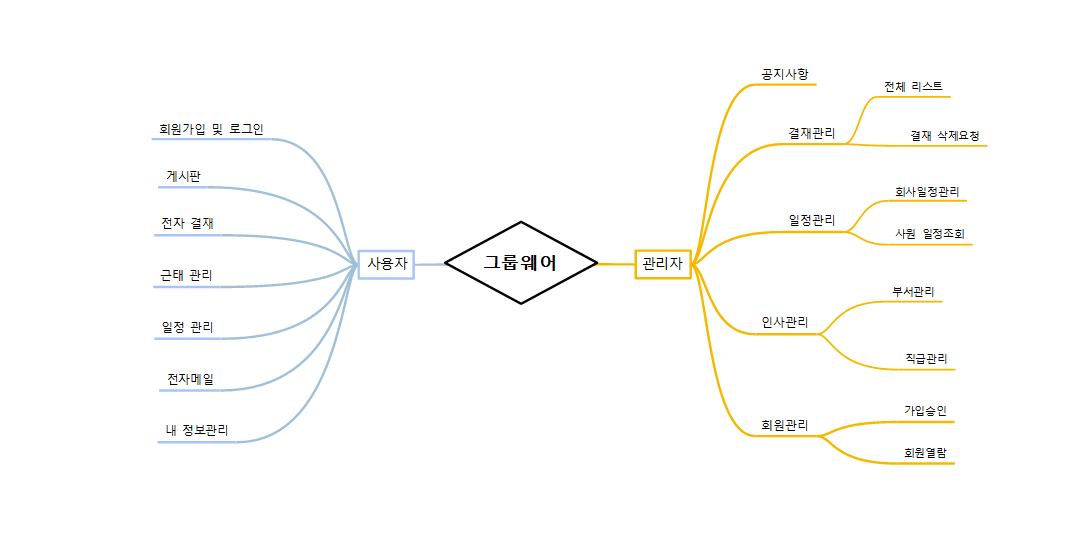 그룹웨어
사용자
회원가입 및 로그인
게시판
전자 결재
근태 관리
일정 관리
전자메일
내 정보관리
관리자
공지사항
결재관리
전체 리스트
결재 삭제요청
일정관리
회사일정관리
사원 일정조회
인사관리
부서관리
직급관리
회원관리
가입승인
회원열람